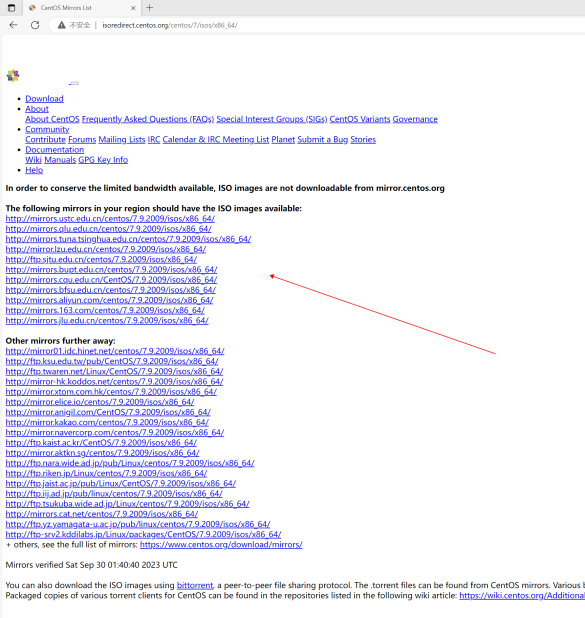 CentOS Mirrors List
不安全 | isoredirect.centos.org/centos/7/isos/x86_64/
Download
About
About CentOS Frequently Asked Questions (FAQs) Special Interest Groups (SIGs) CentOS Variants Governance
Community
Contribute Forums Mailing Lists IRC Calendar & IRC Meeting List Planet Submit a Bug Stories
Documentation
Wiki Manuals GPG Key Info
Help
In order to conserve the limited bandwidth available, ISO images are not downloadable from mirror.centos.org
The following mirrors in your region should have the ISO images available:
http://mirrors.ustc.edu.cn/centos/7.9.2009/isos/x86_64/
http://mirrors.qlu.edu.cn/centos/7.9.2009/isos/x86_64/
http://mirrors.tuna.tsinghua.edu.cn/centos/7.9.2009/isos/x86_64/
http://mirror.lzu.edu.cn/centos/7.9.2009/isos/x86_64/
http://ftp.sjtu.edu.cn/centos/7.9.2009/isos/x86_64/
http://mirrors.bupt.edu.cn/centos/7.9.2009/isos/x86_64/
http://mirrors.cqu.edu.cn/CentOS/7.9.2009/isos/x86_64/
http://mirrors.bfsu.edu.cn/centos/7.9.2009/isos/x86_64/
http://mirrors.aliyun.com/centos/7.9.2009/isos/x86_64/
http://mirrors.163.com/centos/7.9.2009/isos/x86_64/
http://mirrors.jlu.edu.cn/centos/7.9.2009/isos/x86_64/
Other mirrors further away:
http://mirror01.idc.hinet.net/centos/7.9.2009/isos/x86_64/
http://ftp.ksu.edu.tw/pub/CentOS/7.9.2009/isos/x86_64/
http://ftp.twaren.net/Linux/CentOS/7.9.2009/isos/x86_64/
http://mirror-hk.koddos.net/centos/7.9.2009/isos/x86_64/
http://mirror.xtom.com.hk/centos/7.9.2009/isos/x86_64/
http://mirror.elice.io/centos/7.9.2009/isos/x86_64/
http://mirror.anigil.com/CentOS/7.9.2009/isos/x86_64/
http://mirror.kakao.com/centos/7.9.2009/isos/x86_64/
http://mirror.navercorp.com/centos/7.9.2009/isos/x86_64/
http://ftp.kaist.ac.kr/CentOS/7.9.2009/isos/x86_64/
http://mirror.aktkn.sg/centos/7.9.2009/isos/x86_64/
http://ftp.nara.wide.ad.jp/pub/Linux/centos/7.9.2009/isos/x86_64/
http://ftp.riken.jp/Linux/centos/7.9.2009/isos/x86_64/
http://ftp.jaist.ac.jp/pub/Linux/CentOS/7.9.2009/isos/x86_64/
http://ftp.iij.ad.jp/pub/linux/centos/7.9.2009/isos/x86_64/
http://ftp.tsukuba.wide.ad.jp/Linux/centos/7.9.2009/isos/x86_64/
http://mirrors.cat.net/centos/7.9.2009/isos/x86_64/
http://ftp.yz.yamagata-u.ac.jp/pub/linux/centos/7.9.2009/isos/x86_64/
http://ftp-srv2.kddilabs.jp/Linux/packages/CentOS/7.9.2009/isos/x86_64/
+ others, see the full list of mirrors: https://www.centos.org/download/mirrors/
Mirrors verified Sat Sep 30 01:40:40 2023 UTC
You can also download the ISO images using bittorrent, a peer-to-peer file sharing protocol. The .torrent files can be found from CentOS mirrors. Various
Packaged copies of various torrent clients for CentOS can be found in the repositories listed in the following wiki article: https://wiki.centos.org/Additional